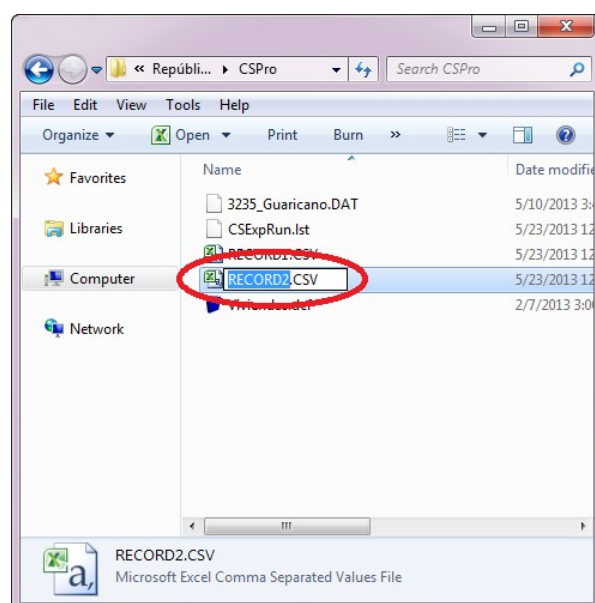 « Repúbli... ▸ CSPro
Search CSPro
File Edit View Tools Help
Organize Open Print Burn »
Name Date modifie
Favorites
Libraries
Computer
Network
3235_Guaricano.DAT 5/10/2013 3:
CSExpRun.lst 5/23/2013 12
RECORD1.CSV 5/23/2013 12
RECORD2.CSV 5/23/2013 12
2/7/2013 3:0
RECORD2.CSV
Microsoft Excel Comma Separated Values File